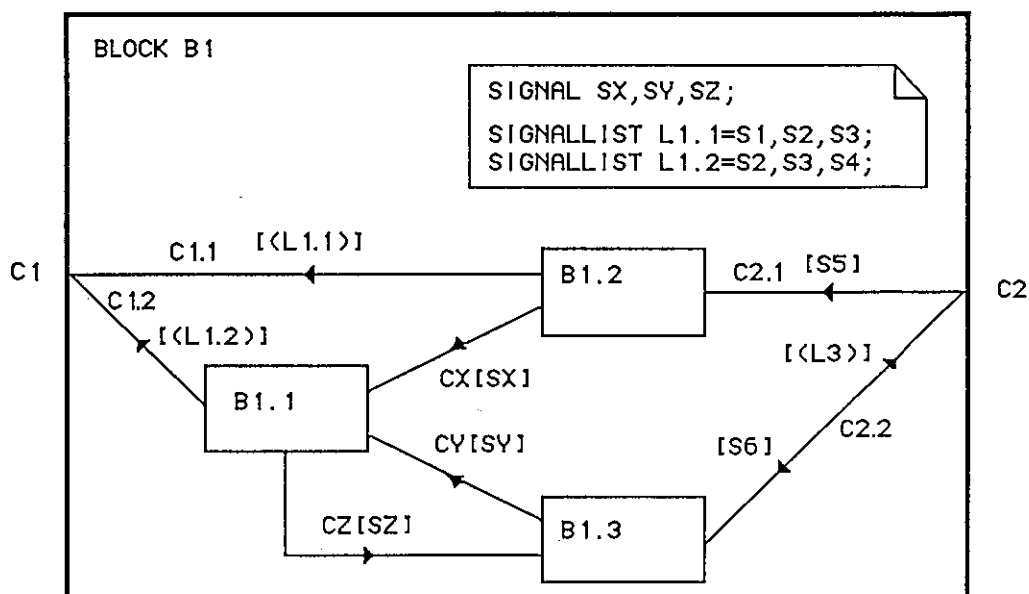 BLOCK B1
SIGNAL SX,SY,SZ;
SIGNALLIST L1.1=S1,S2,S3;
SIGNALLIST L1.2=S2,S3,S4;
C1
C1.1
[(L1.1)]
B1.2
C2.1
[S5]
C2
C1.2
[(L1.2)]
[(L3)]
CX[SX]
B1.1
CY[SY]
[S6]
C2.2
CZ[SZ]
B1.3